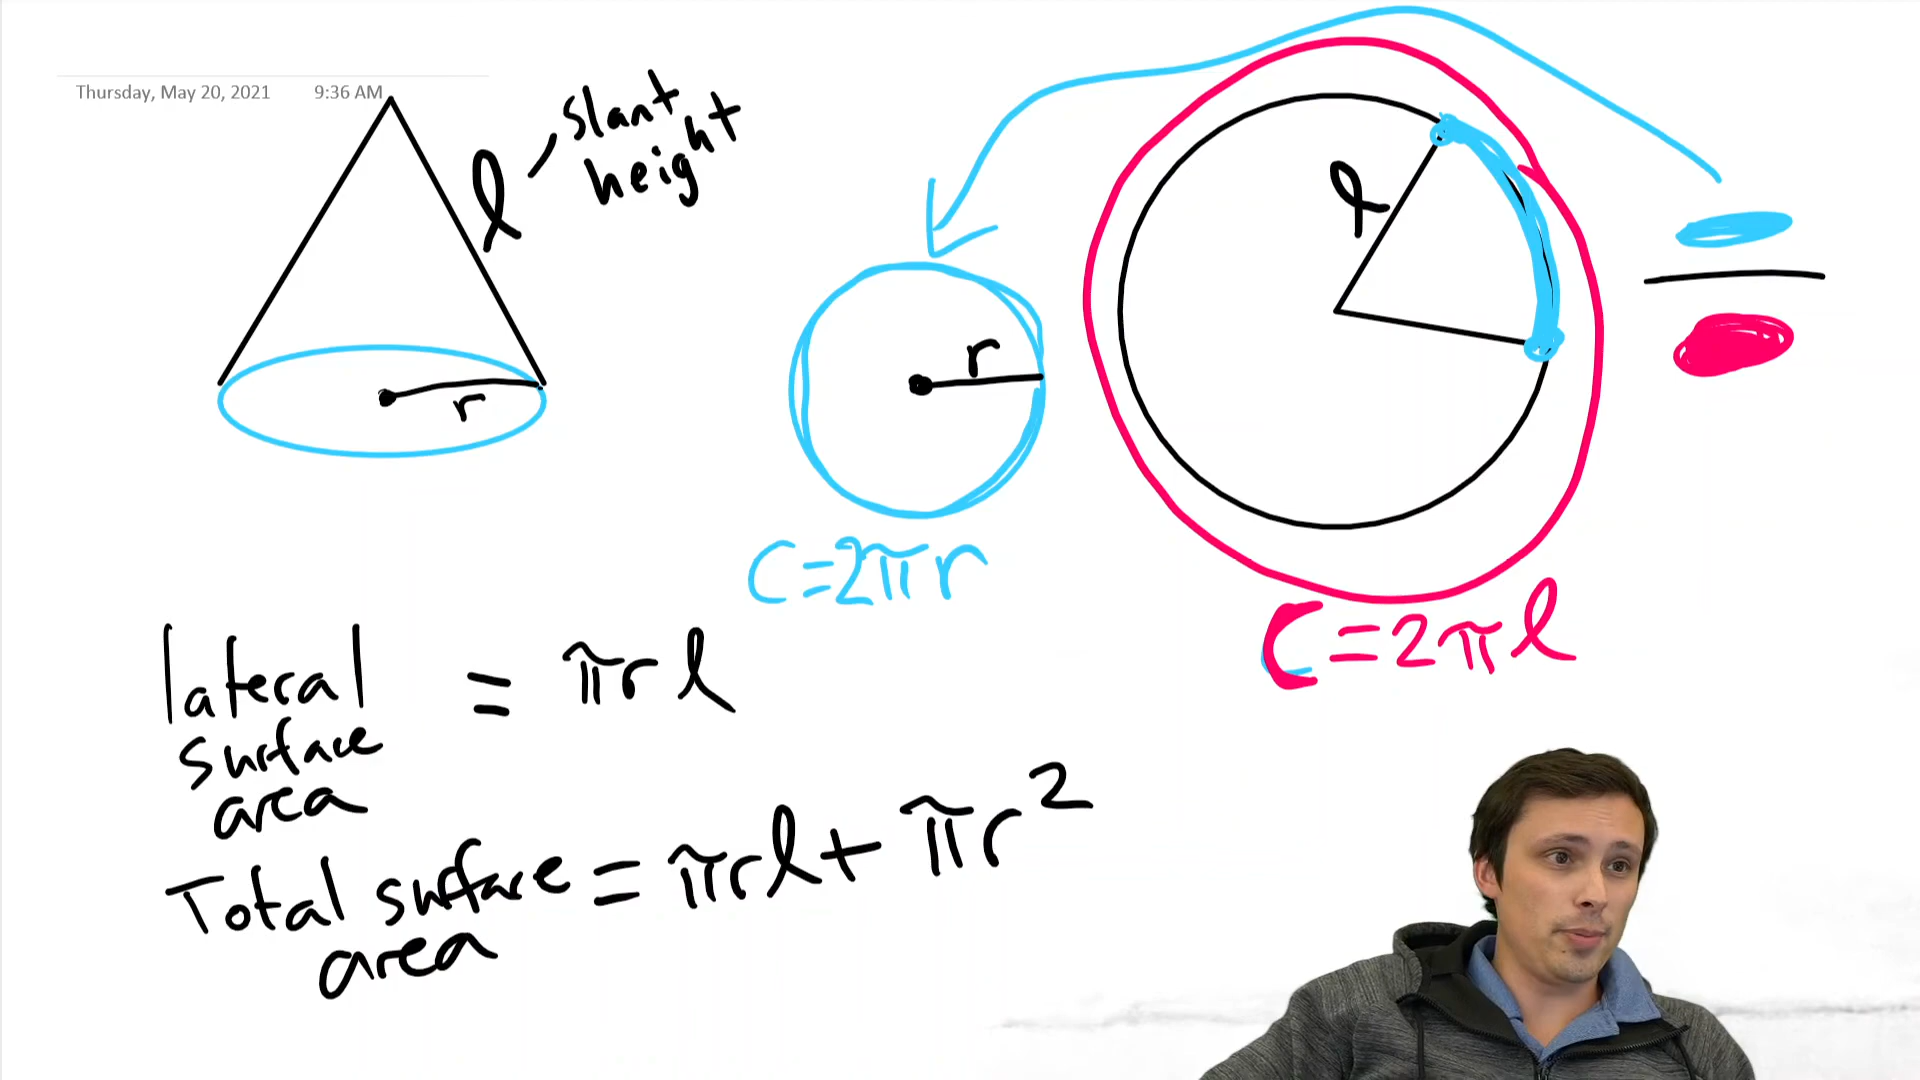 Thursday, May 20, 2021 9:36 AM
l
slant
height
r
l
r
C=2πr
C=2πl
lateral
surface
area
= πrl
Total surface
area
= πrl + πr²